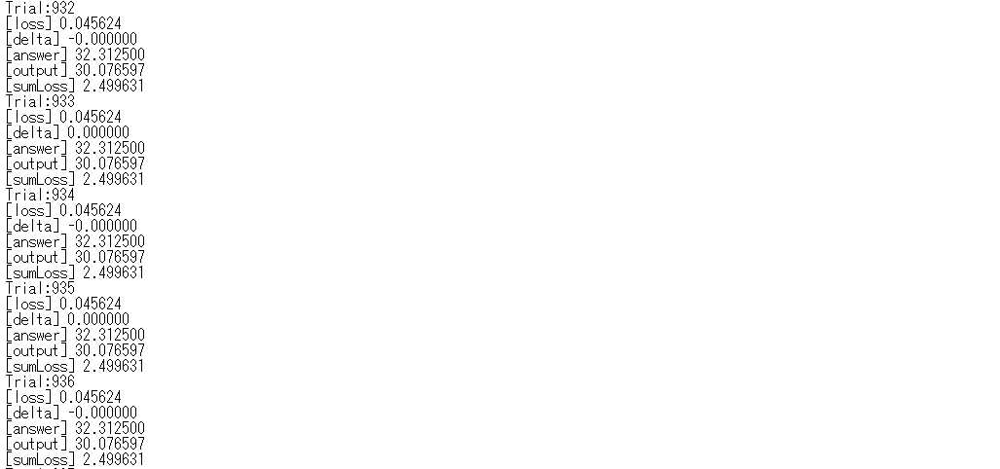 Trial:932
[loss] 0.045624
[delta] -0.000000
[answer] 32.312500
[output] 30.076597
[sumLoss] 2.499631
Trial:933
[loss] 0.045624
[delta] 0.000000
[answer] 32.312500
[output] 30.076597
[sumLoss] 2.499631
Trial:934
[loss] 0.045624
[delta] -0.000000
[answer] 32.312500
[output] 30.076597
[sumLoss] 2.499631
Trial:935
[loss] 0.045624
[delta] 0.000000
[answer] 32.312500
[output] 30.076597
[sumLoss] 2.499631
Trial:936
[loss] 0.045624
[delta] -0.000000
[answer] 32.312500
[output] 30.076597
[sumLoss] 2.499631